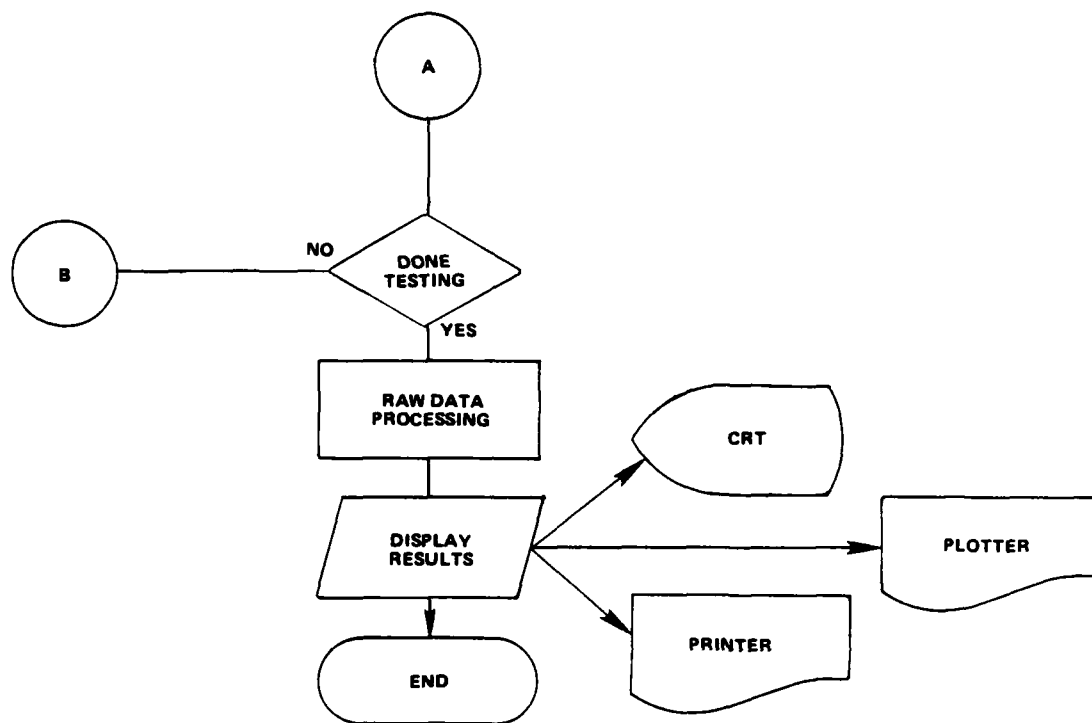 A
NO
B
DONE
TESTING
YES
RAW DATA
PROCESSING
CRT
DISPLAY
RESULTS
PLOTTER
PRINTER
END